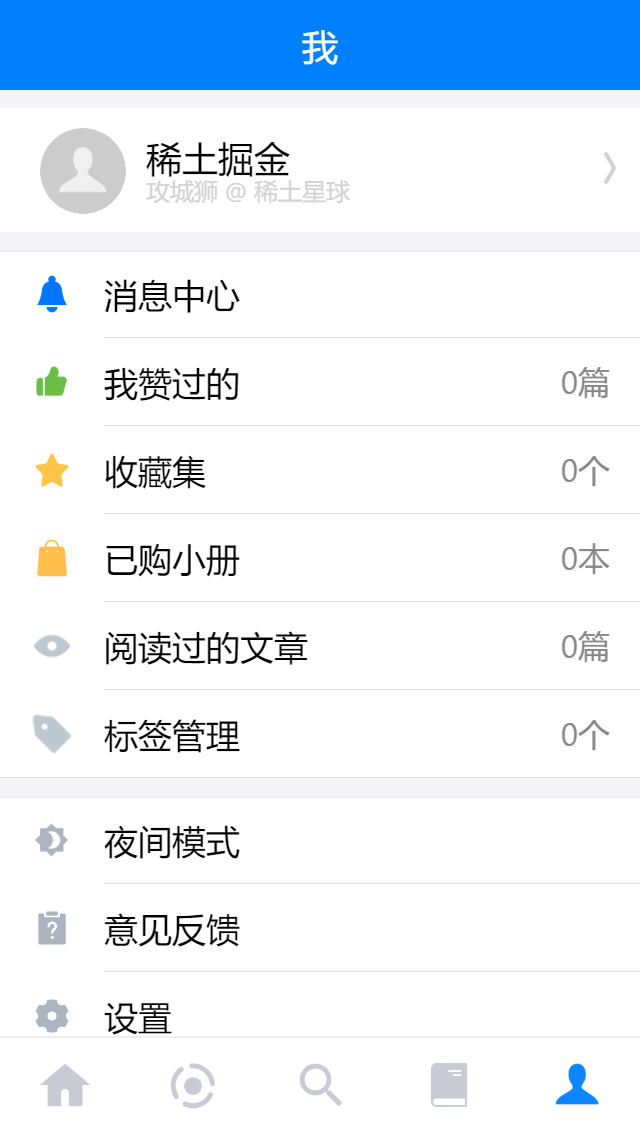 我
稀土掘金
攻城狮 @ 稀土星球
消息中心
我赞过的 0篇
收藏集 0个
已购小册 0本
阅读过的文章 0篇
标签管理 0个
夜间模式
意见反馈
设置